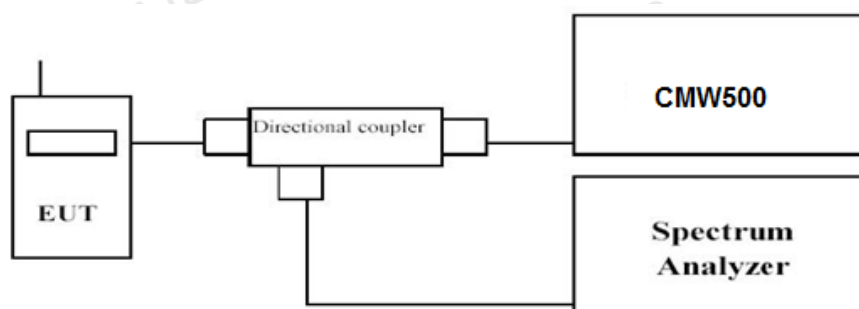 EUT
Directional coupler
CMW500
Spectrum
Analyzer